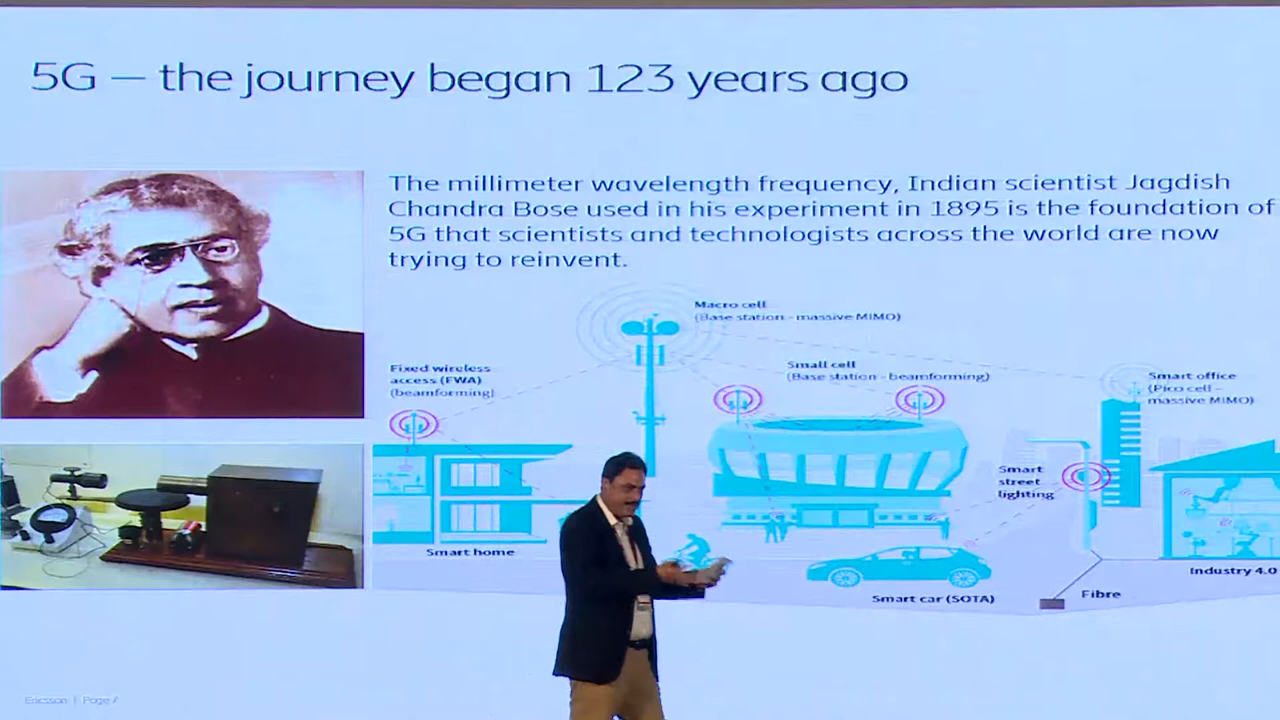 5G – the journey began 123 years ago
The millimeter wavelength frequency, Indian scientist Jagdish
Chandra Bose used in his experiment in 1895 is the foundation of
5G that scientists and technologists across the world are now
trying to reinvent.
Macro cell
(Base station - massive MIMO)
Fixed wireless
access (FWA)
(beamforming)
Small cell
(Base station - beamforming)
Smart office
(Pico cell –
massive MIMO)
Smart
street
lighting
Smart home
Smart car (SOTA)
Fibre
Industry 4.0
Ericsson | Page 7